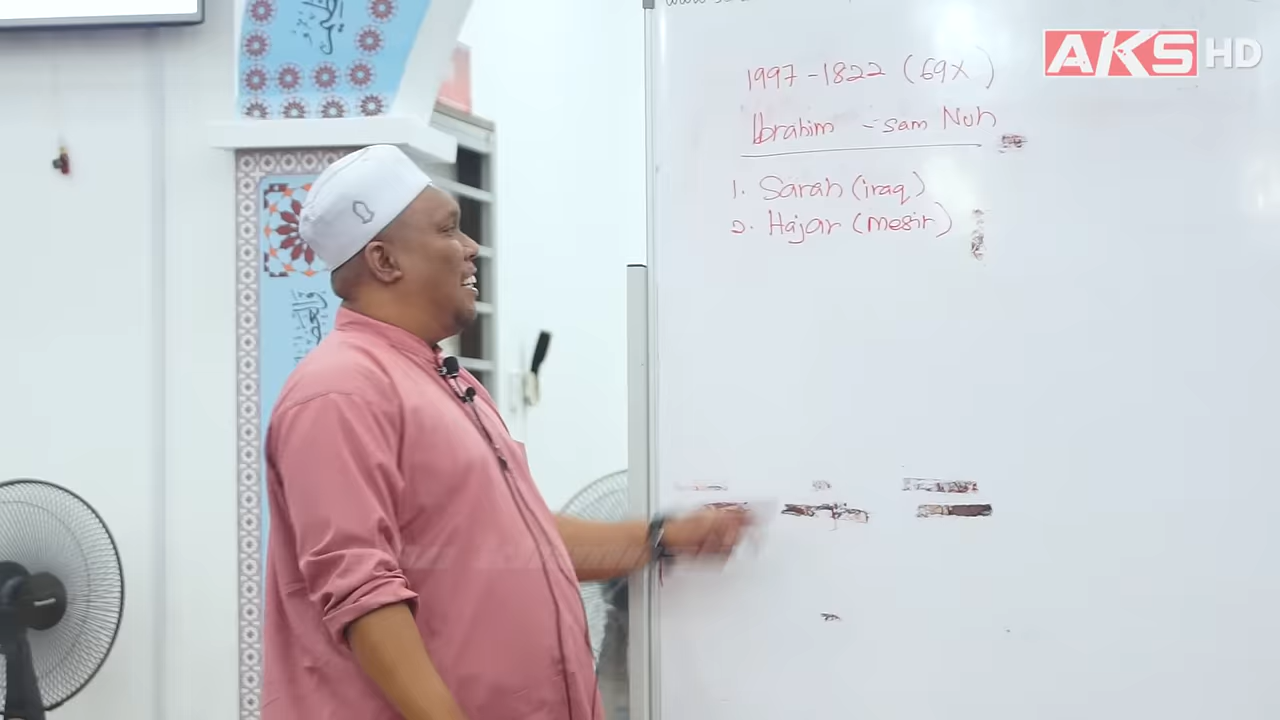 AKS HD
1997 - 1822 (69X)
Ibrahim - Sam Nuh
1. Sarah (iraq)
2. Hajar (mesir)